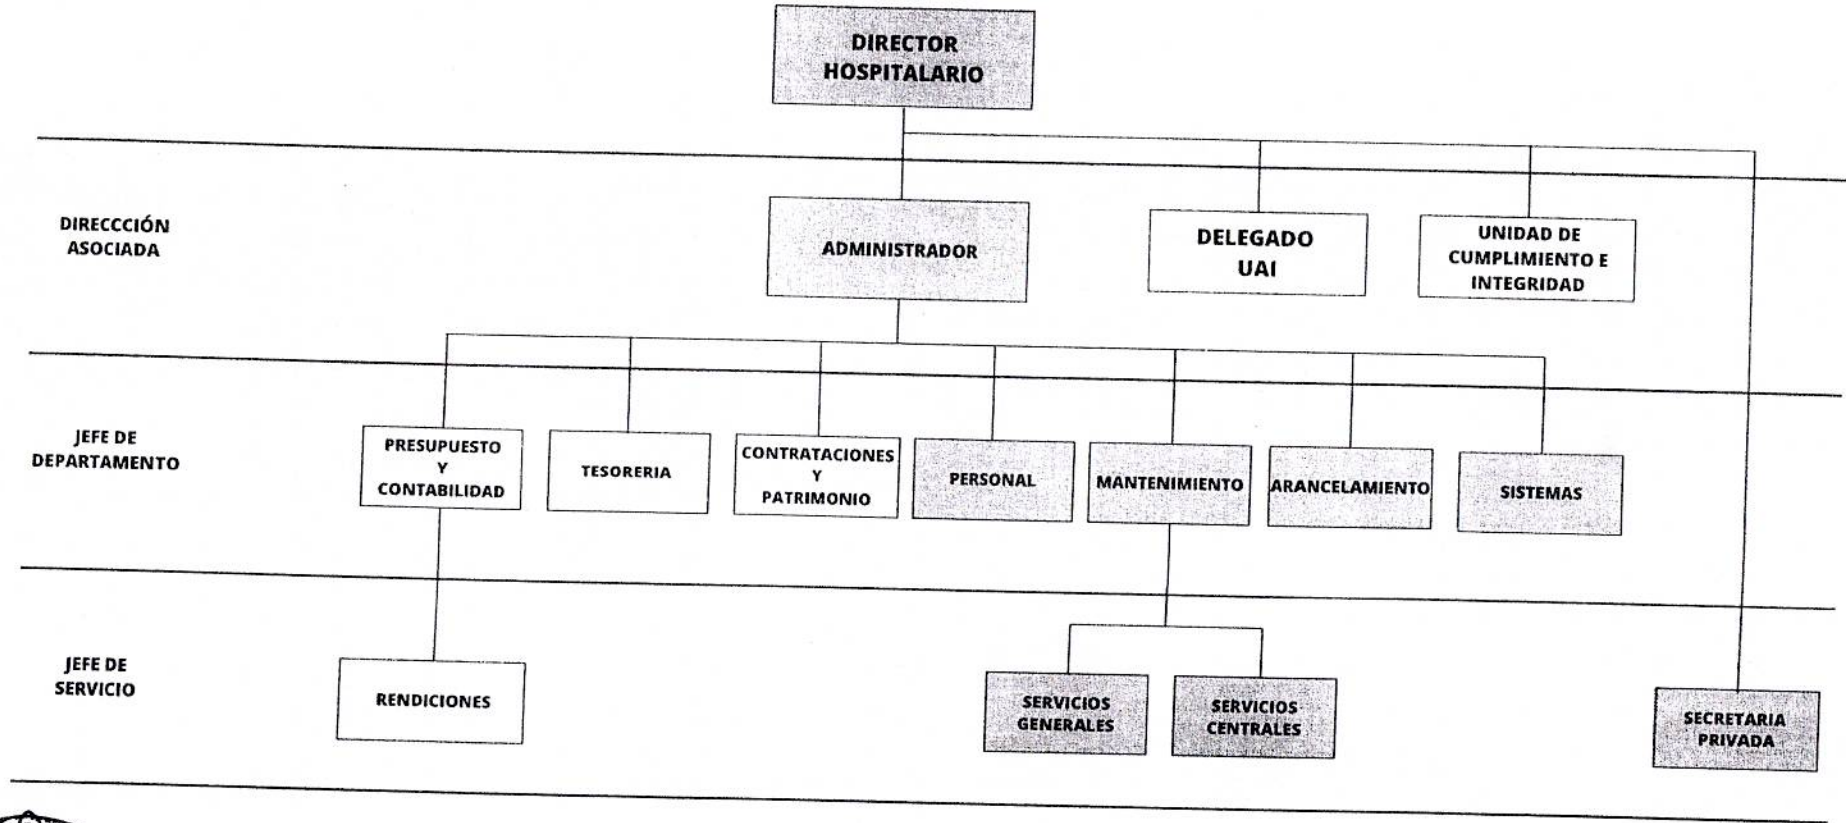 DIRECTOR
HOSPITALARIO
DIRECCCIÓN
ASOCIADA
ADMINISTRADOR
DELEGADO
UAI
UNIDAD DE
CUMPLIMIENTO E
INTEGRIDAD
JEFE DE
DEPARTAMENTO
PRESUPUESTO
Y
CONTABILIDAD
TESORERIA
CONTRATACIONES
Y
PATRIMONIO
PERSONAL
MANTENIMIENTO
ARANCELAMIENTO
SISTEMAS
JEFE DE
SERVICIO
RENDICIONES
SERVICIOS
GENERALES
SERVICIOS
CENTRALES
SECRETARIA
PRIVADA